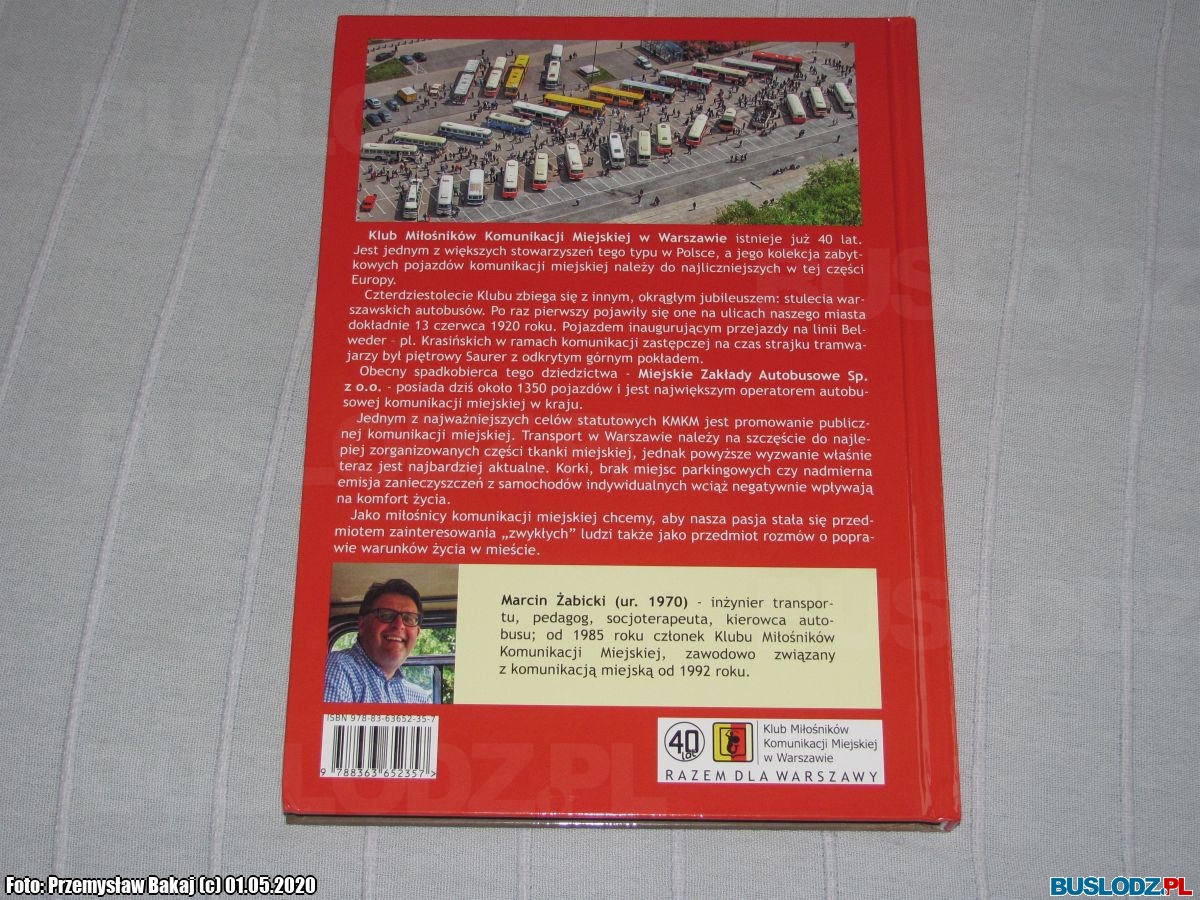 Klub Miłośników Komunikacji Miejskiej w Warszawie istnieje już 40 lat.
Jest jednym z większych stowarzyszeń tego typu w Polsce, a jego kolekcja zabyt-
kowych pojazdów komunikacji miejskiej należy do najliczniejszych w tej części
Europy.
Czterdziestolecie Klubu zbiega się z innym, okrągłym jubileuszem: stulecia war-
szawskich autobusów. Po raz pierwszy pojawiły się one na ulicach naszego miasta
dokładnie 13 czerwca 1920 roku. Pojazdem inaugurującym przejazdy na linii Bel-
weder - pl. Krasińskich w ramach komunikacji zastępczej na czas strajku tramwa-
jarzy był piętrowy Saurer z odkrytym górnym pokładem.
Obecny spadkobierca tego dziedzictwa - Miejskie Zakłady Autobusowe Sp.
z o.o. - posiada dziś około 1350 pojazdów i jest największym operatorem autobu-
sowej komunikacji miejskiej w kraju.
Jednym z najważniejszych celów statutowych KMKM jest promowanie publicz-
nej komunikacji miejskiej. Transport w Warszawie należy na szczęście do najle-
piej zorganizowanych części tkanki miejskiej, jednak powyższe wyzwanie właśnie
teraz jest najbardziej aktualne. Korki, brak miejsc parkingowych czy nadmierna
emisja zanieczyszczeń z samochodów indywidualnych wciąż negatywnie wpływają
na komfort życia.
Jako miłośnicy komunikacji miejskiej chcemy, aby nasza pasja stała się przed-
miotem zainteresowania „zwykłych” ludzi także jako przedmiot rozmów o popra-
wie warunków życia w mieście.
Marcin Żabicki (ur. 1970) - inżynier transpor-
tu, pedagog, socjoterapeuta, kierowca auto-
busu; od 1985 roku członek Klubu Miłośników
Komunikacji Miejskiej, zawodowo związany
z komunikacją miejską od 1992 roku.
ISBN 978-83-63652-35-7
9 788363 652357 >
40 lat
Klub Miłośników
Komunikacji Miejskiej
w Warszawie
RAZEM DLA WARSZAWY
Foto: Przemysław Bakaj (c) 01.05.2020
BUSLODZ.PL